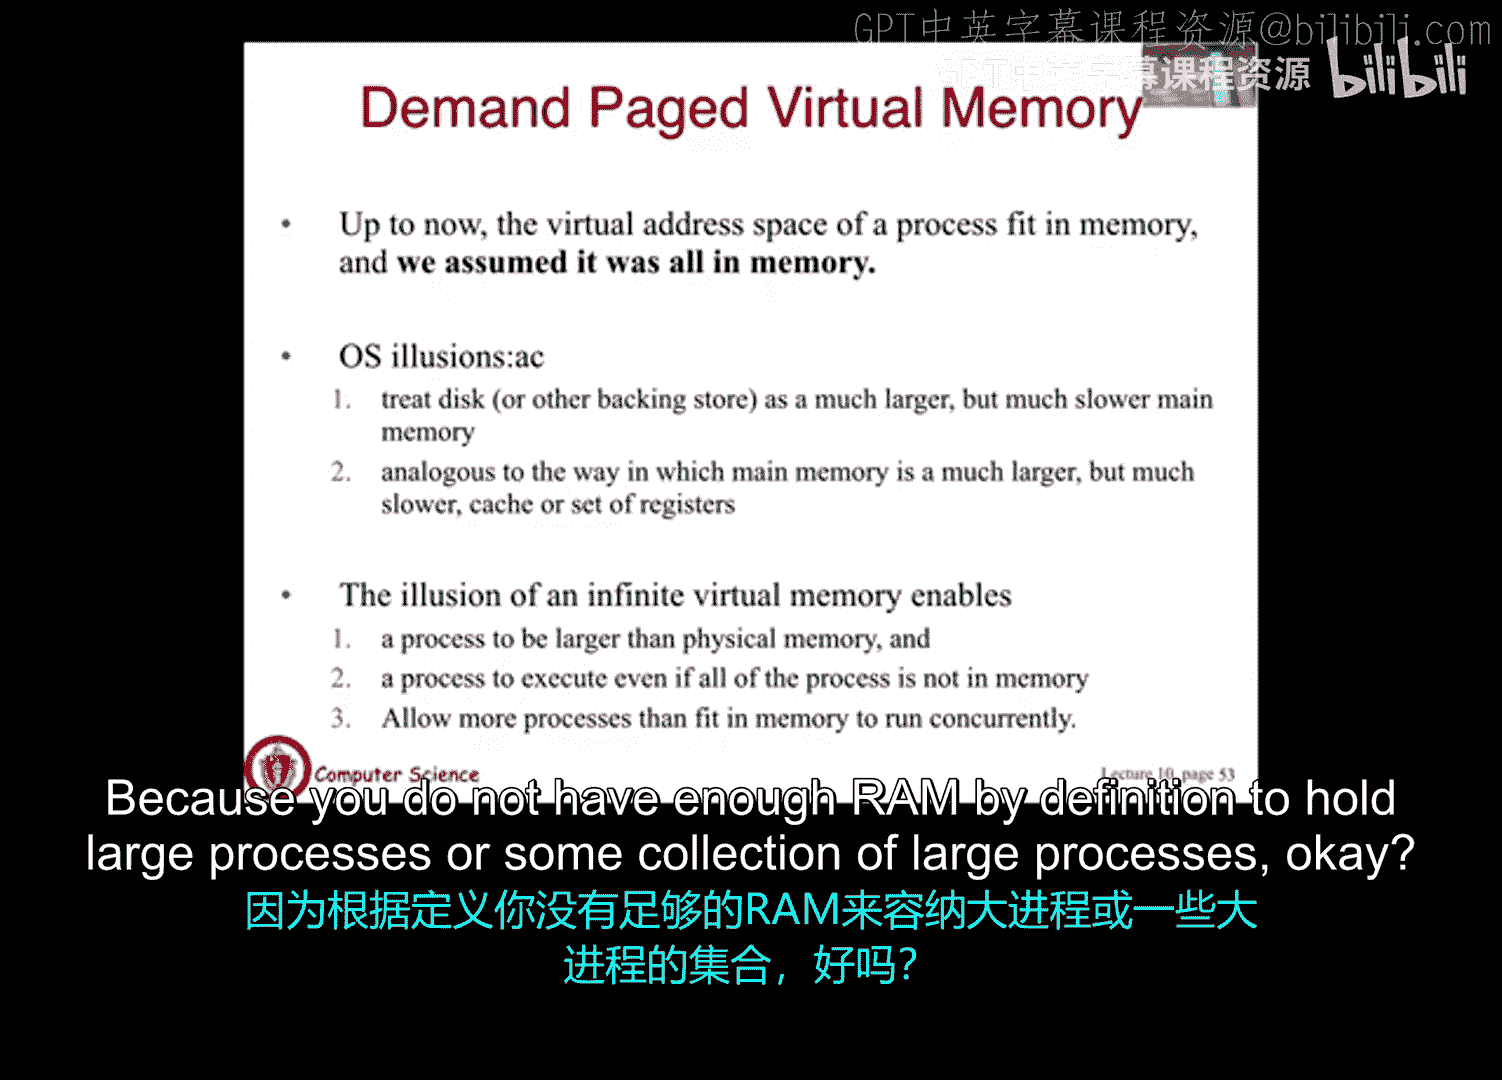 GPT中英字幕课程资源@bilibili.com
课程资源 bilibili
Demand Paged Virtual Memory
• Up to now, the virtual address space of a process fit in memory,
and we assumed it was all in memory.
• OS illusions:ac
1. treat disk (or other backing store) as a much larger, but much slower main
memory
2. analogous to the way in which main memory is a much larger, but much
slower, cache or set of registers
• The illusion of an infinite virtual memory enables
1. a process to be larger than physical memory, and
2. a process to execute even if all of the process is not in memory
3. Allow more processes than fit in memory to run concurrently.
Computer Science
Lecture 10, page 53
Because you do not have enough RAM by definition to hold
large processes or some collection of large processes, okay?
因为根据定义你没有足够的RAM来容纳大进程或一些大
进程的集合，好吗？